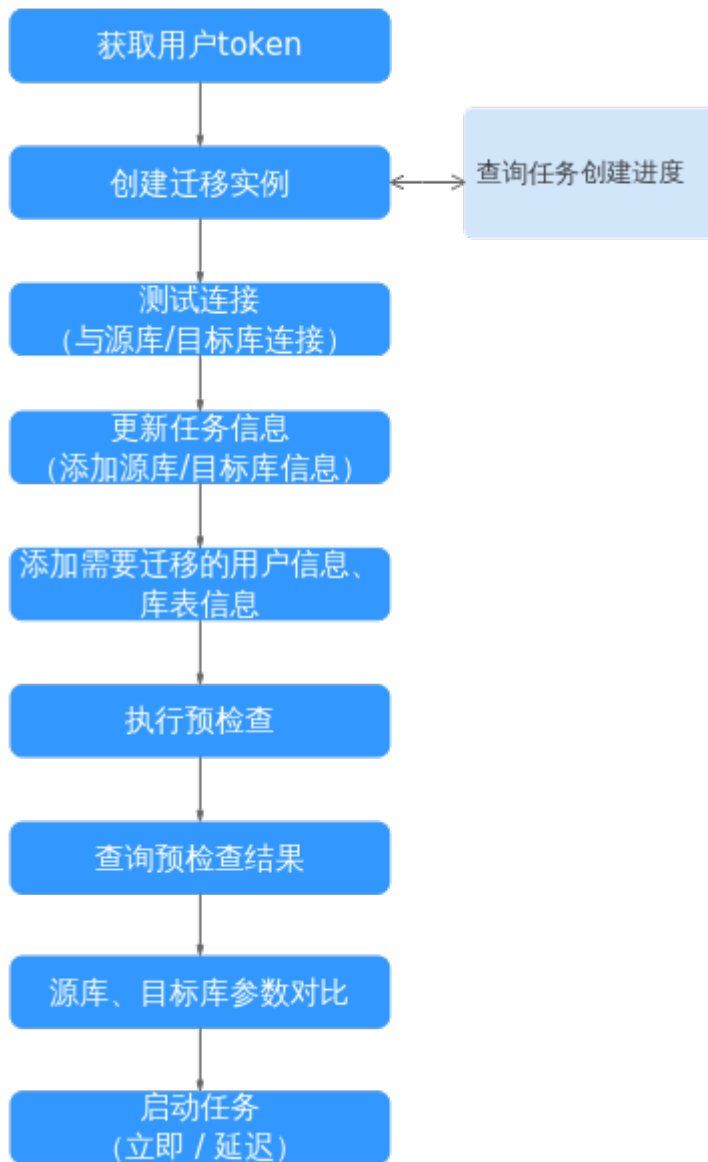 获取用户token
创建迁移实例
查询任务创建进度
测试连接
（与源库/目标库连接）
更新任务信息
（添加源库/目标库信息）
添加需要迁移的用户信息、
库表信息
执行预检查
查询预检查结果
源库、目标库参数对比
启动任务
（立即 / 延迟）